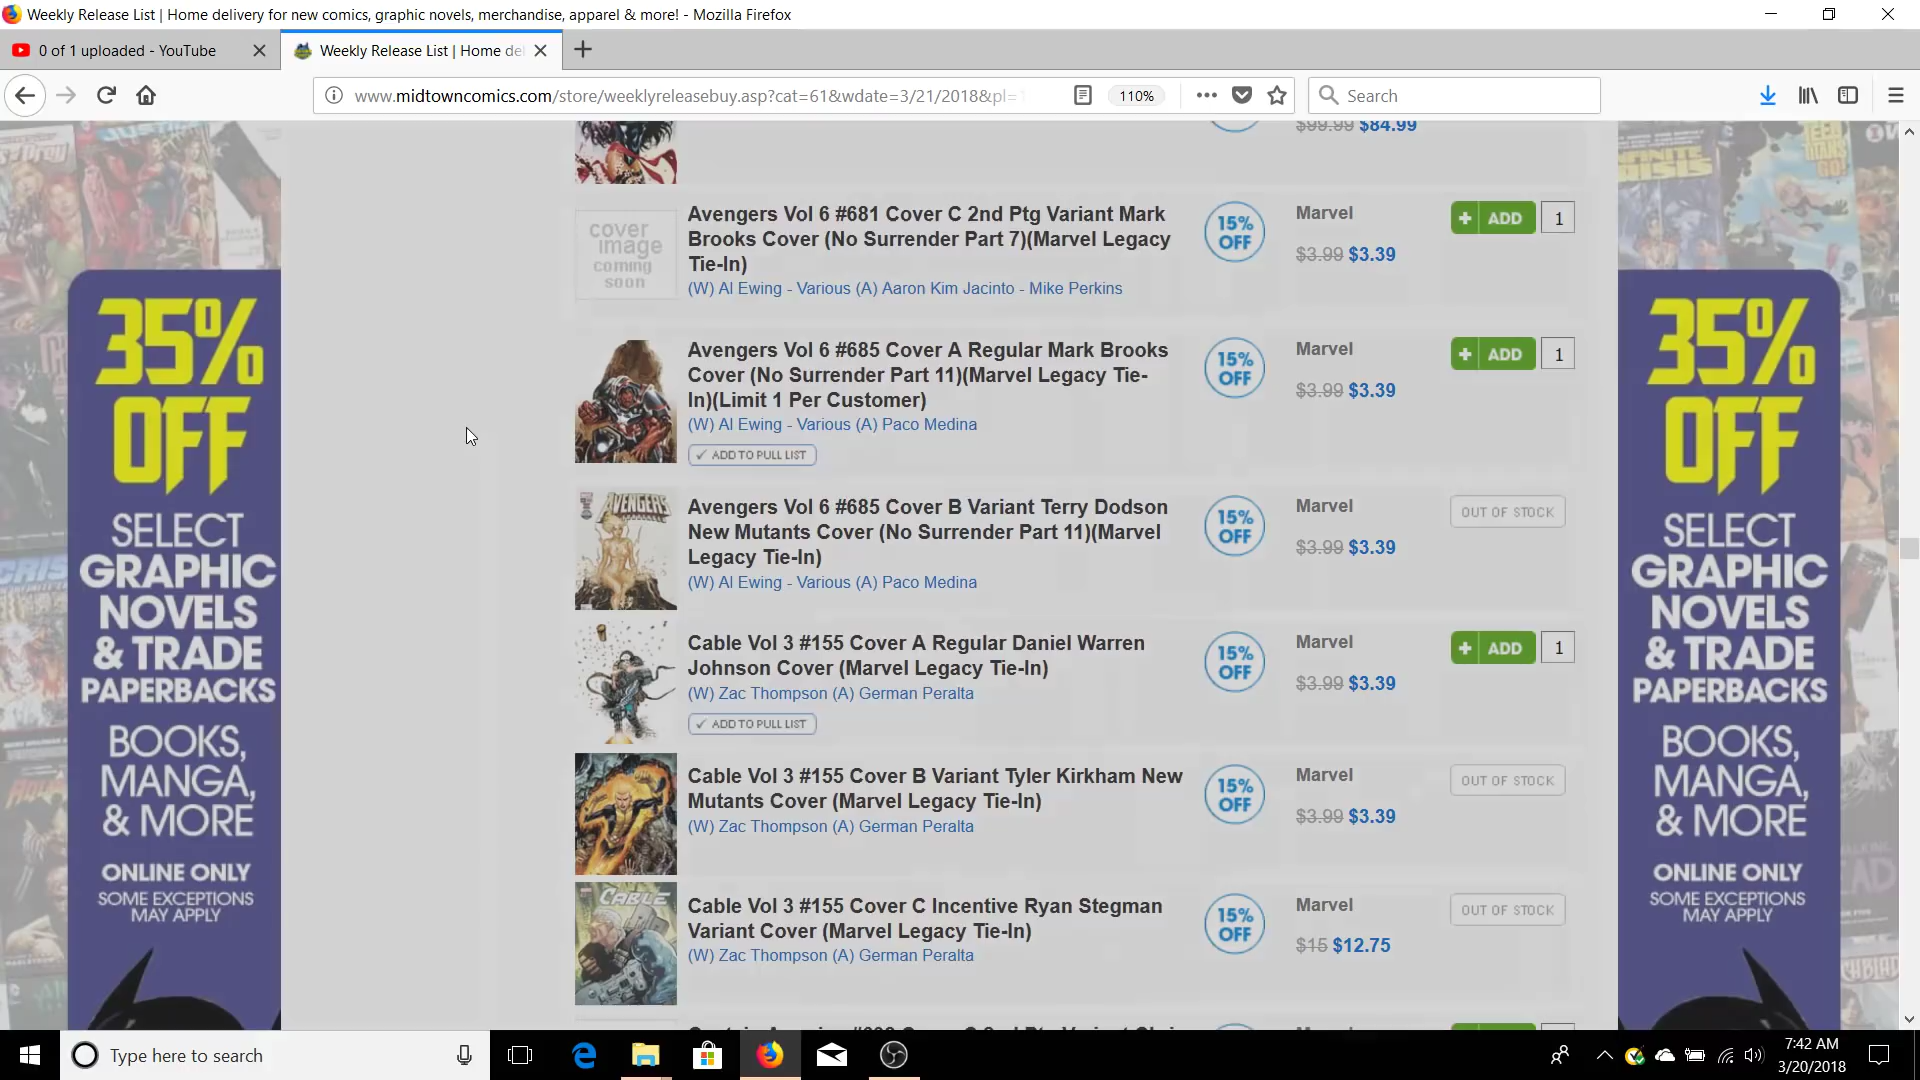 Weekly Release List | Home delivery for new comics, graphic novels, merchandise, apparel & more! - Mozilla Firefox
0 of 1 uploaded - YouTube
Weekly Release List | Home de
www.midtowncomics.com/store/weeklyreleasebuy.asp?cat=61&wdate=3/21/2018&pl=
110%
Search
$99.99 $84.99
cover
image
coming
soon
Avengers Vol 6 #681 Cover C 2nd Ptg Variant Mark
Brooks Cover (No Surrender Part 7)(Marvel Legacy
Tie-In)
(W) Al Ewing - Various (A) Aaron Kim Jacinto - Mike Perkins
15%
OFF
Marvel
$3.99 $3.39
+ ADD 1
Avengers Vol 6 #685 Cover A Regular Mark Brooks
Cover (No Surrender Part 11)(Marvel Legacy Tie-
In)(Limit 1 Per Customer)
(W) Al Ewing - Various (A) Paco Medina
✓ ADD TO PULL LIST
15%
OFF
Marvel
$3.99 $3.39
+ ADD 1
AVENGERS
Avengers Vol 6 #685 Cover B Variant Terry Dodson
New Mutants Cover (No Surrender Part 11)(Marvel
Legacy Tie-In)
(W) Al Ewing - Various (A) Paco Medina
15%
OFF
Marvel
$3.99 $3.39
OUT OF STOCK
Cable Vol 3 #155 Cover A Regular Daniel Warren
Johnson Cover (Marvel Legacy Tie-In)
(W) Zac Thompson (A) German Peralta
✓ ADD TO PULL LIST
15%
OFF
Marvel
$3.99 $3.39
+ ADD 1
Cable Vol 3 #155 Cover B Variant Tyler Kirkham New
Mutants Cover (Marvel Legacy Tie-In)
(W) Zac Thompson (A) German Peralta
15%
OFF
Marvel
$3.99 $3.39
OUT OF STOCK
CABLE
Cable Vol 3 #155 Cover C Incentive Ryan Stegman
Variant Cover (Marvel Legacy Tie-In)
(W) Zac Thompson (A) German Peralta
15%
OFF
Marvel
$15 $12.75
OUT OF STOCK
35%
OFF
SELECT
GRAPHIC
NOVELS
& TRADE
PAPERBACKS
BOOKS,
MANGA,
& MORE
ONLINE ONLY
SOME EXCEPTIONS
MAY APPLY
35%
OFF
SELECT
GRAPHIC
NOVELS
& TRADE
PAPERBACKS
BOOKS,
MANGA,
& MORE
ONLINE ONLY
SOME EXCEPTIONS
MAY APPLY
Type here to search
7:42 AM
3/20/2018